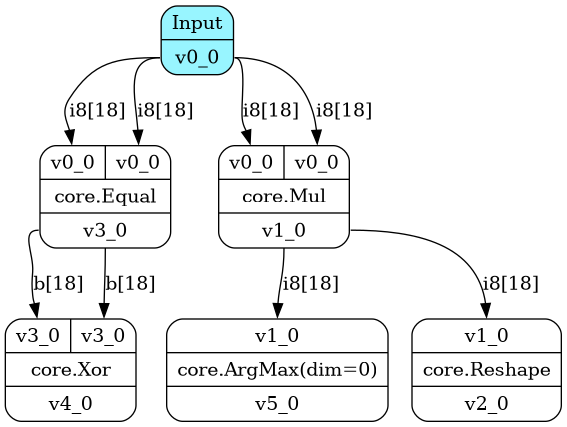 Input
v0_0
i8[18] i8[18] i8[18] i8[18]
v0_0 v0_0 v0_0 v0_0
core.Equal core.Mul
v3_0 v1_0
b[18] b[18] i8[18] i8[18]
v3_0 v3_0 v1_0 v1_0
core.Xor core.ArgMax(dim=0) core.Reshape
v4_0 v5_0 v2_0